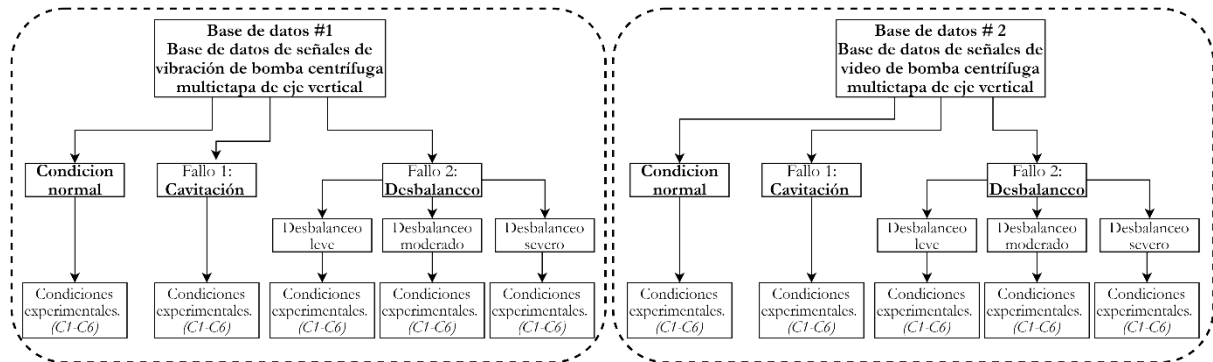 Base de datos #1
Base de datos de señales de
vibración de bomba centrífuga
multietapa de eje vertical
Condicion
normal
Fallo 1:
Cavitación
Fallo 2:
Desbalanceo
Desbalanceo
leve
Desbalanceo
moderado
Desbalanceo
severo
Condiciones
experimentales.
(C1-C6)
Condiciones
experimentales.
(C1-C6)
Condiciones
experimentales.
(C1-C6)
Condiciones
experimentales.
(C1-C6)
Condiciones
experimentales.
(C1-C6)
Base de datos # 2
Base de datos de señales de
video de bomba centrífuga
multietapa de eje vertical
Condicion
normal
Fallo 1:
Cavitación
Fallo 2:
Desbalanceo
Desbalanceo
leve
Desbalanceo
moderado
Desbalanceo
severo
Condiciones
experimentales.
(C1-C6)
Condiciones
experimentales.
(C1-C6)
Condiciones
experimentales.
(C1-C6)
Condiciones
experimentales.
(C1-C6)
Condiciones
experimentales.
(C1-C6)